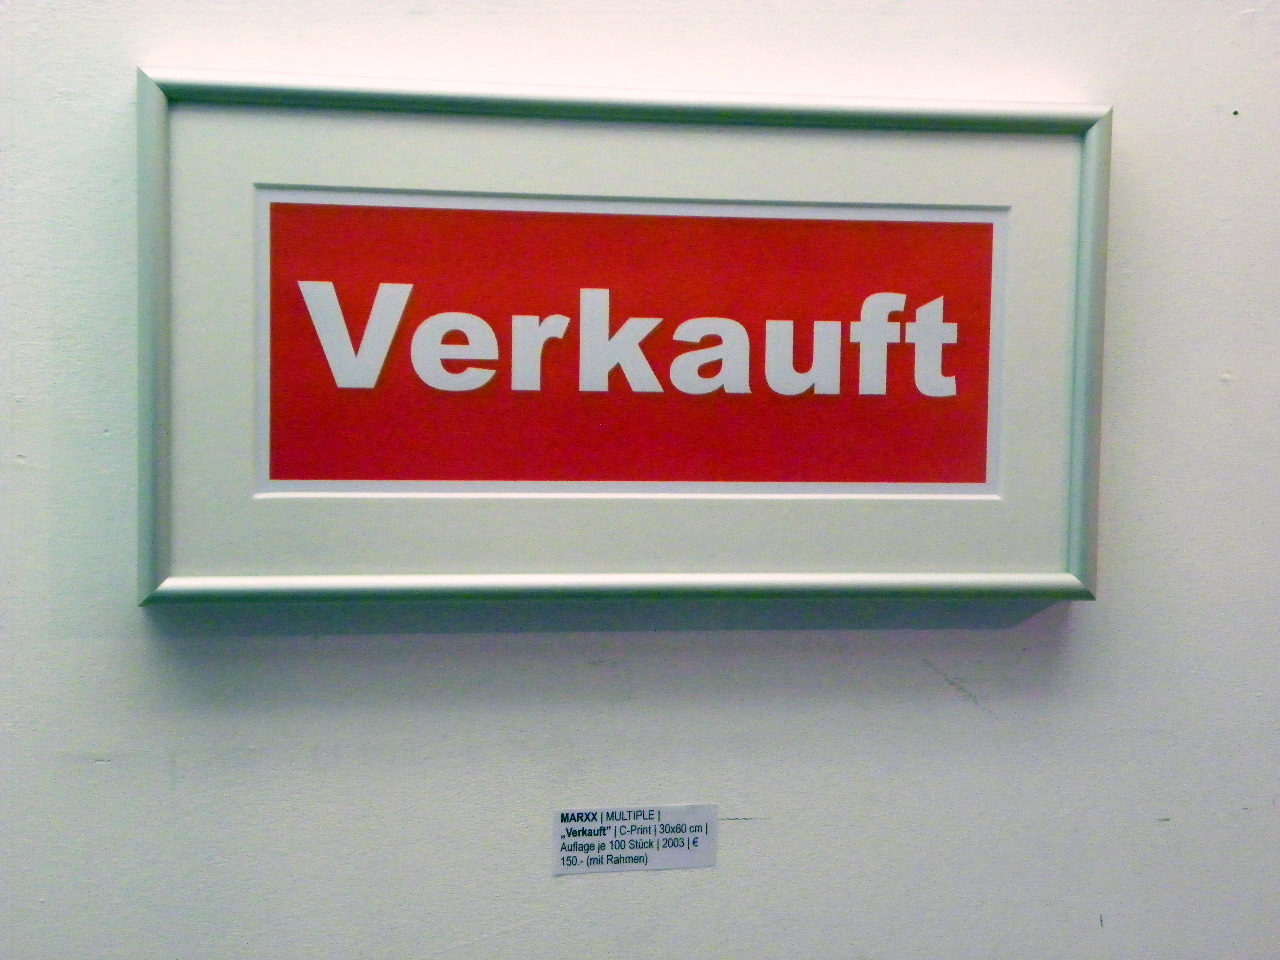 Verkauft
MARXX | MULTIPLE |
„Verkauft” | C-Print | 30x60 cm |
Auflage je 100 Stück | 2003 | €
150.- (mit Rahmen)